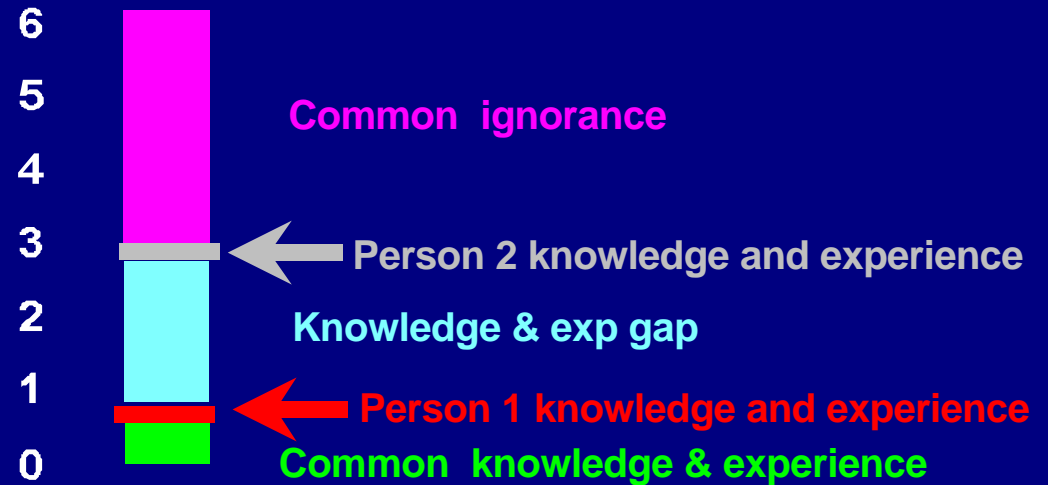 6
5
Common ignorance
4
3
Person 2 knowledge and experience
2
Knowledge & exp gap
1
Person 1 knowledge and experience
0
Common knowledge & experience